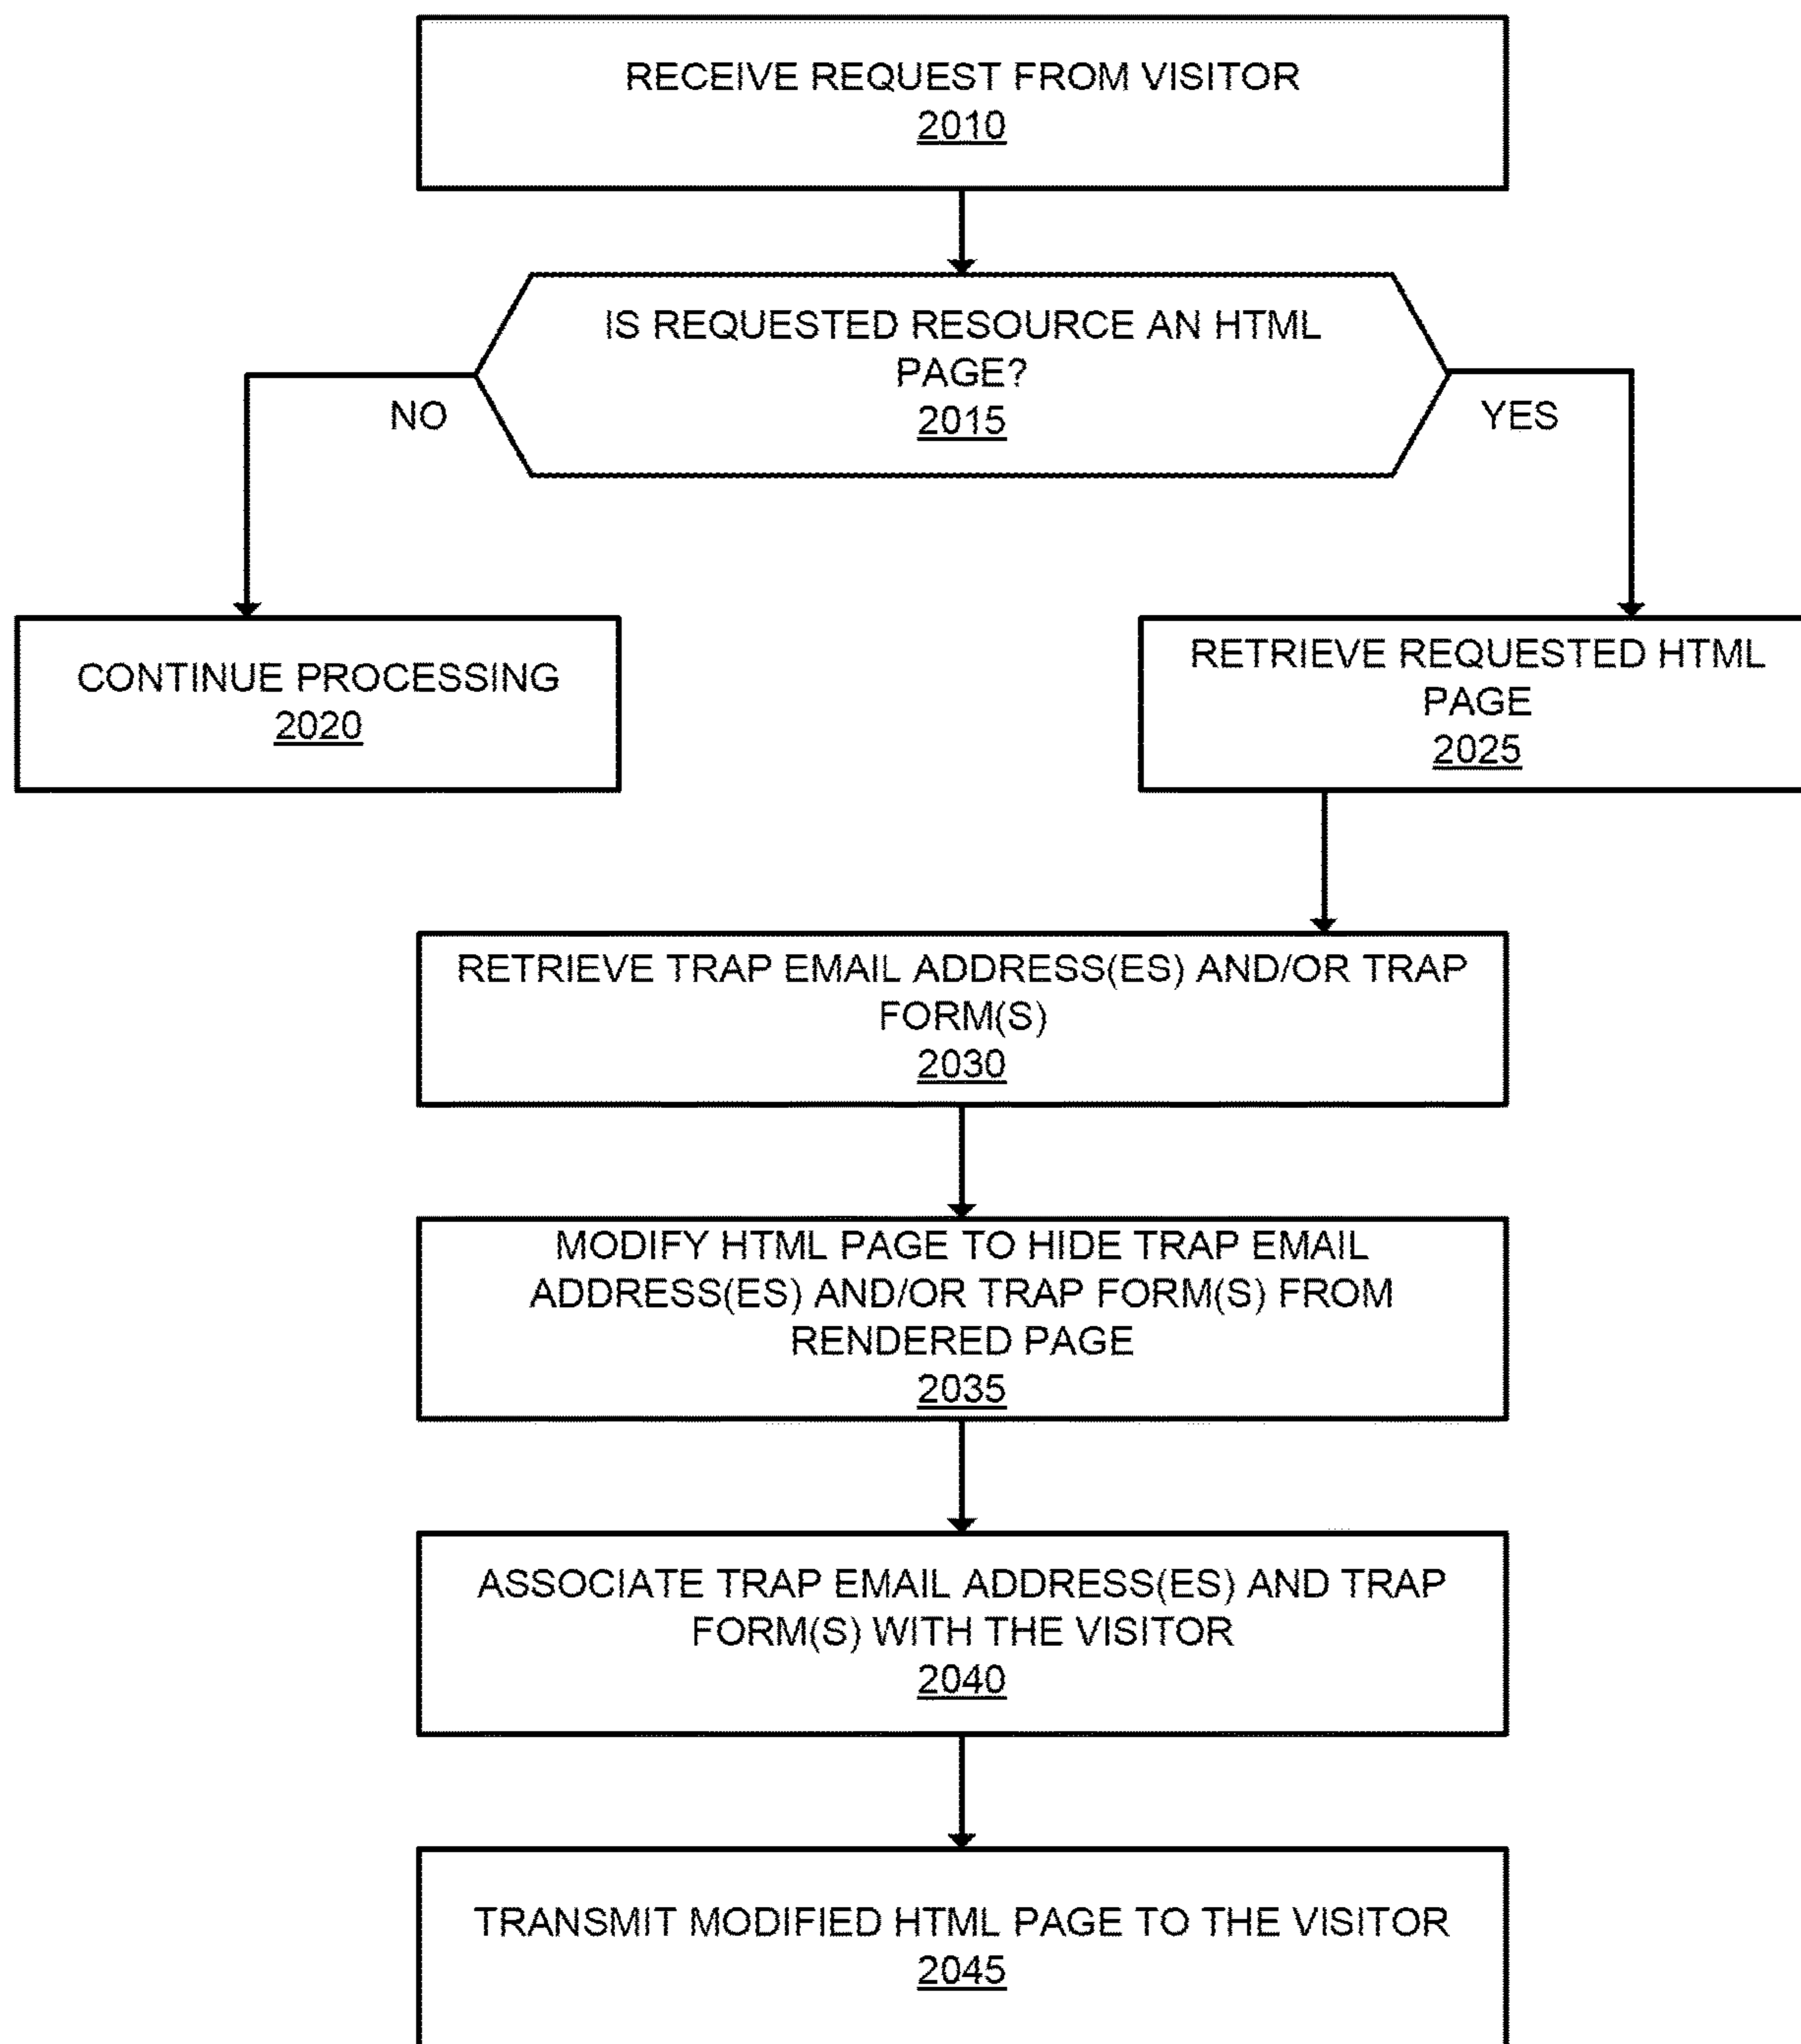 RECEIVE REQUEST FROM VISITOR
2010
IS REQUESTED RESOURCE AN HTML
PAGE?
2015
NO
YES
CONTINUE PROCESSING
2020
RETRIEVE REQUESTED HTML
PAGE
2025
RETRIEVE TRAP EMAIL ADDRESS(ES) AND/OR TRAP
FORM(S)
2030
MODIFY HTML PAGE TO HIDE TRAP EMAIL
ADDRESS(ES) AND/OR TRAP FORM(S) FROM
RENDERED PAGE
2035
ASSOCIATE TRAP EMAIL ADDRESS(ES) AND TRAP
FORM(S) WITH THE VISITOR
2040
TRANSMIT MODIFIED HTML PAGE TO THE VISITOR
2045